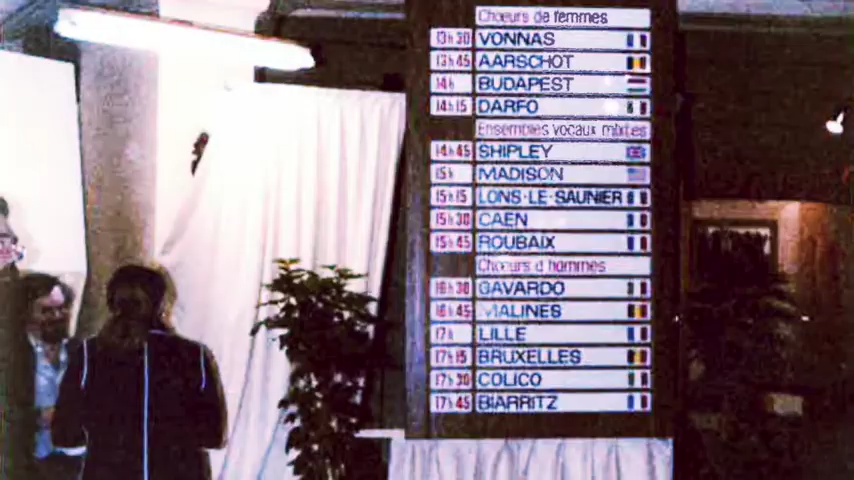 Chœurs de femmes
13h30 VONNAS
13h45 AARSCHOT
14h BUDAPEST
14h15 DARFO
Ensembles vocaux mixtes
14h45 SHIPLEY
15h MADISON
15h15 LONS-LE-SAUNIER
15h30 CAEN
15h45 ROUBAIX
Chœurs d'hommes
16h30 GAVARDO
16h45 MALINES
17h LILLE
17h15 BRUXELLES
17h30 COLICO
17h45 BIARRITZ